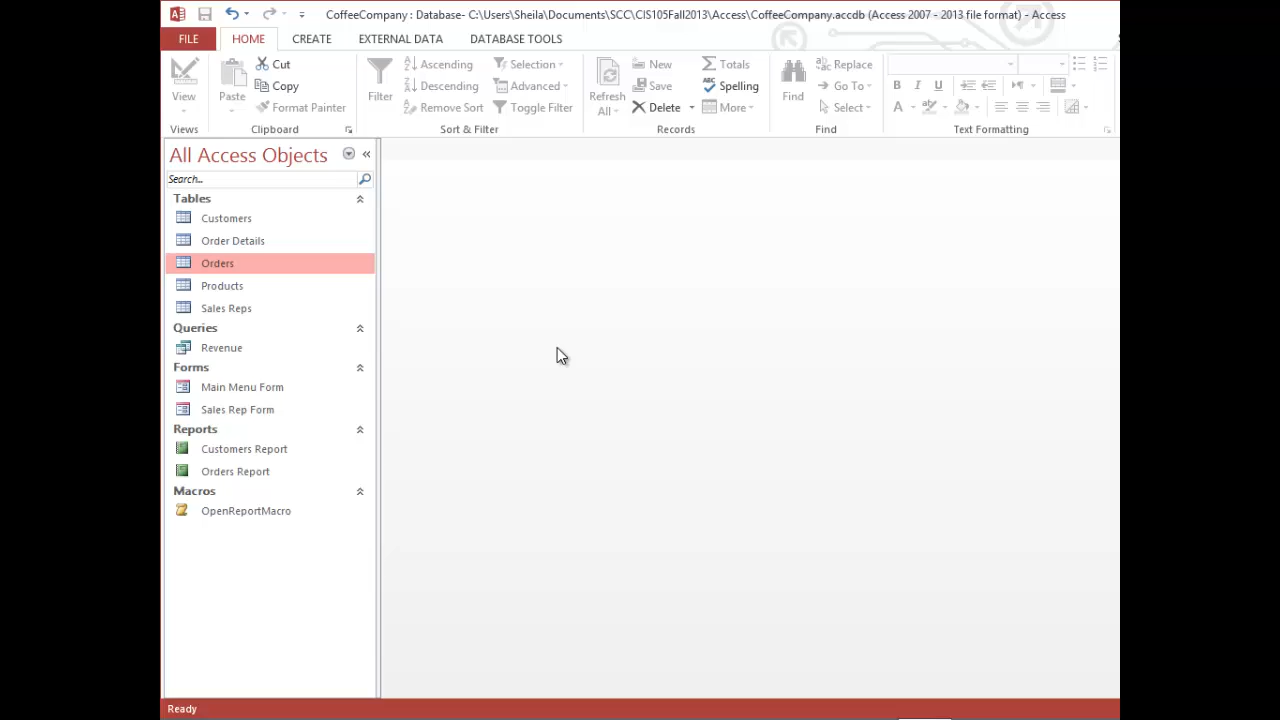 CoffeeCompany : Database- C:\Users\Sheila\Documents\SCC\CIS105Fall2013\Access\CoffeeCompany.accdb (Access 2007 - 2013 file format) - Access
FILE HOME CREATE EXTERNAL DATA DATABASE TOOLS
View
Views
Paste
Cut
Copy
Format Painter
Clipboard
Filter
Ascending
Descending
Remove Sort
Selection
Advanced
Toggle Filter
Sort & Filter
Refresh
All
New
Save
Delete
Totals
Spelling
More
Records
Find
Replace
Go To
Select
Find
B I U
A
Text Formatting
All Access Objects
Search...
Tables
Customers
Order Details
Orders
Products
Sales Reps
Queries
Revenue
Forms
Main Menu Form
Sales Rep Form
Reports
Customers Report
Orders Report
Macros
OpenReportMacro
Ready